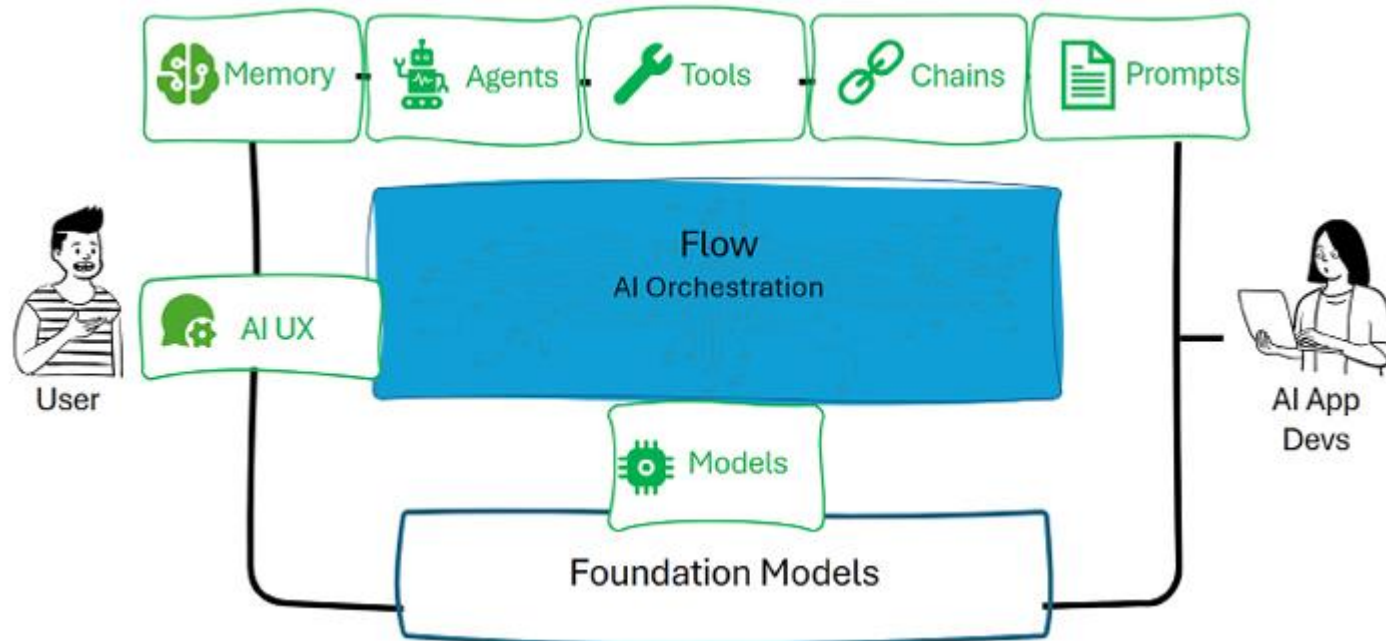 Memory
Agents
Tools
Chains
Prompts
Flow
AI Orchestration
AI UX
User
AI App
Devs
Models
Foundation Models